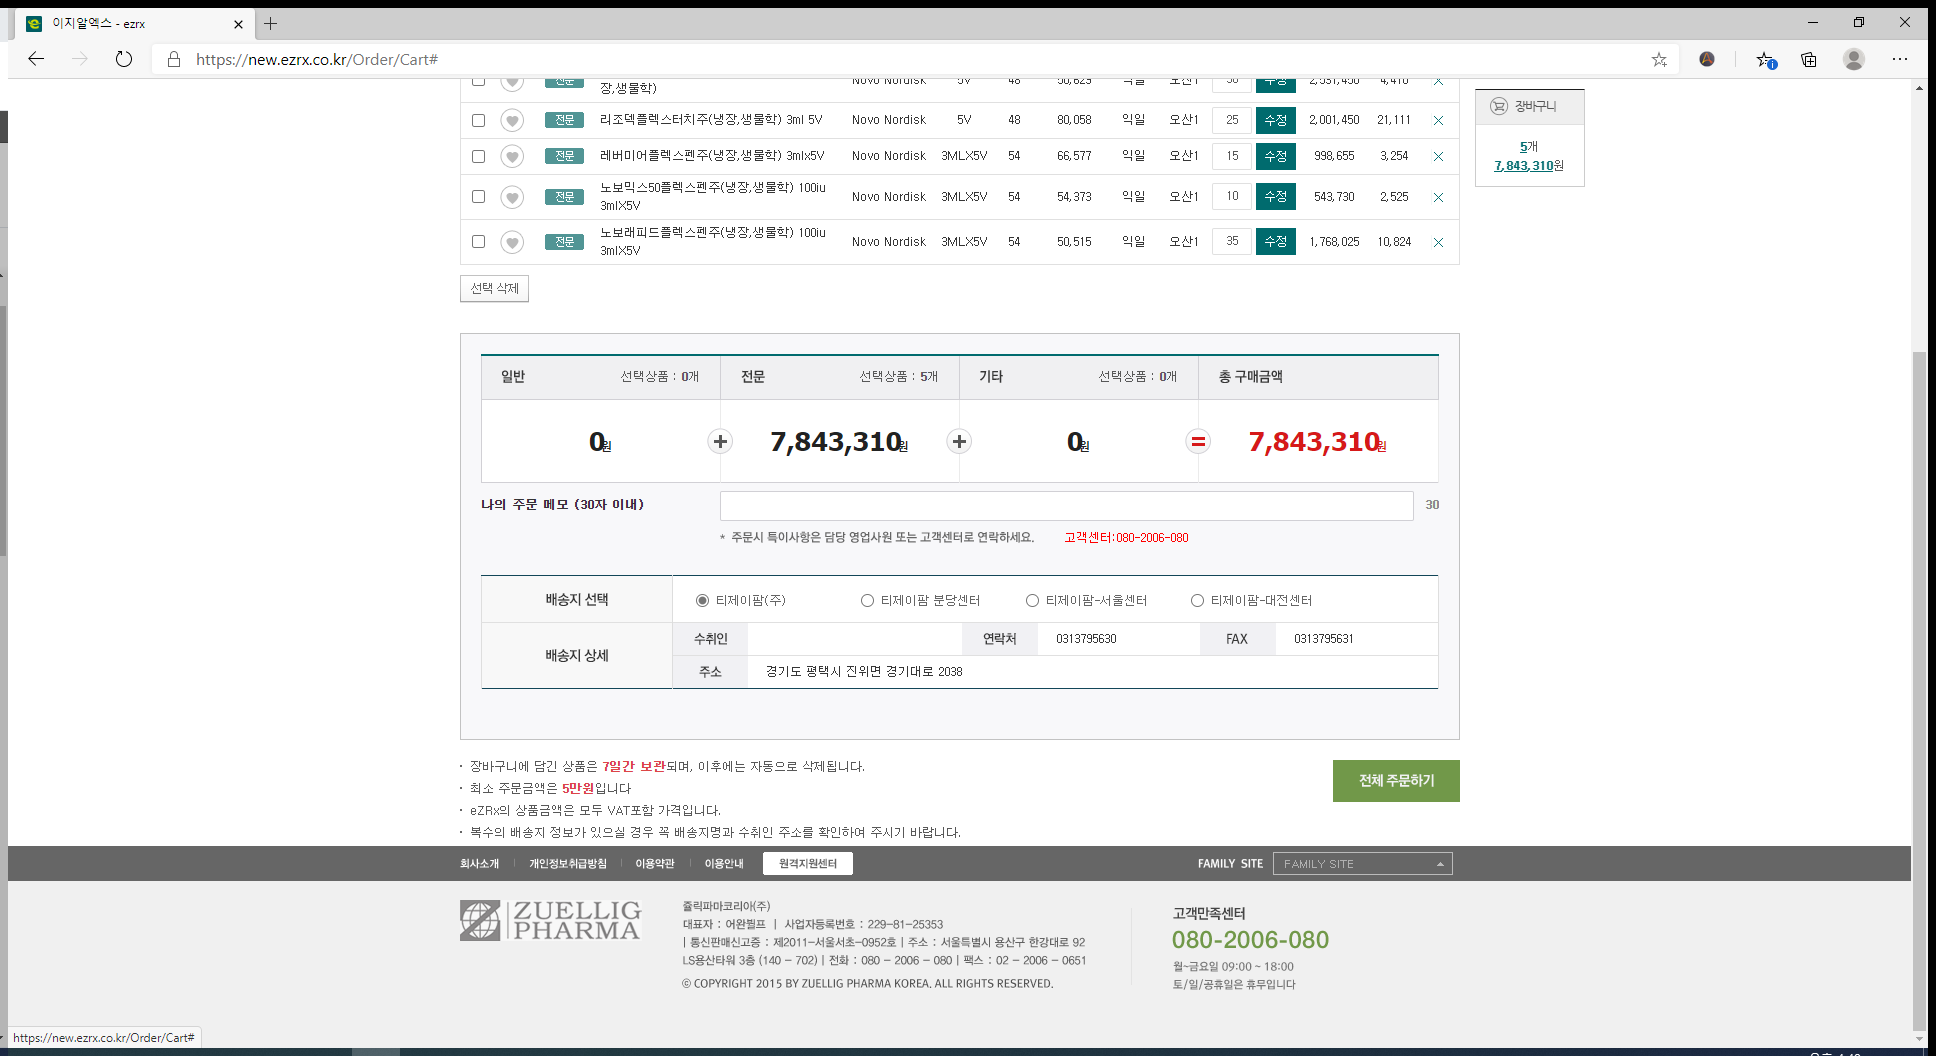 이지알엑스 - ezrx
https://new.ezrx.co.kr/Order/Cart#
전문 장,생물학) Novo Nordisk 5V 48 50,629 익일 오산1 50 수정 2,531,450 4,410
전문 리조덱플렉스터치주(냉장,생물학) 3ml 5V Novo Nordisk 5V 48 80,058 익일 오산1 25 수정 2,001,450 21,111
전문 레버미어플렉스펜주(냉장,생물학) 3mlx5V Novo Nordisk 3MLX5V 54 66,577 익일 오산1 15 수정 998,655 3,254
전문 노보믹스50플렉스펜주(냉장,생물학) 100iu 3mlX5V Novo Nordisk 3MLX5V 54 54,373 익일 오산1 10 수정 543,730 2,525
전문 노보래피드플렉스펜주(냉장,생물학) 100iu 3mlX5V Novo Nordisk 3MLX5V 54 50,515 익일 오산1 35 수정 1,768,025 10,824
장바구니
5개
7,843,310원
선택 삭제
일반 선택상품 : 0개 전문 선택상품 : 5개 기타 선택상품 : 0개 총 구매금액
0원 + 7,843,310원 + 0원 = 7,843,310원
나의 주문 메모 (30자 이내) 30
* 주문시 특이사항은 담당 영업사원 또는 고객센터로 연락하세요. 고객센터:080-2006-080
배송지 선택 티제이팜(주) 티제이팜 분당센터 티제이팜-서울센터 티제이팜-대전센터
배송지 상세 수취인 연락처 0313795630 FAX 0313795631
주소 경기도 평택시 진위면 경기대로 2038
· 장바구니에 담긴 상품은 7일간 보관되며, 이후에는 자동으로 삭제됩니다.
· 최소 주문금액은 5만원입니다
· eZRx의 상품금액은 모두 VAT포함 가격입니다.
· 복수의 배송지 정보가 있으실 경우 꼭 배송지명과 수취인 주소를 확인하여 주시기 바랍니다.
전체 주문하기
회사소개 개인정보취급방침 이용약관 이용안내 원격지원센터 FAMILY SITE FAMILY SITE
ZUELLIG PHARMA
쥴릭파마코리아(주)
대표자 : 어완뷜프 | 사업자등록번호 : 229-81-25353
| 통신판매신고증 : 제2011-서울서초-0952호 | 주소 : 서울특별시 용산구 한강대로 92
LS용산타워 3층 (140 - 702) | 전화 : 080 - 2006 - 080 | 팩스 : 02 - 2006 - 0651
ⓒ COPYRIGHT 2015 BY ZUELLIG PHARMA KOREA. ALL RIGHTS RESERVED.
고객만족센터
080-2006-080
월~금요일 09:00 ~ 18:00
토/일/공휴일은 휴무입니다
https://new.ezrx.co.kr/Order/Cart#